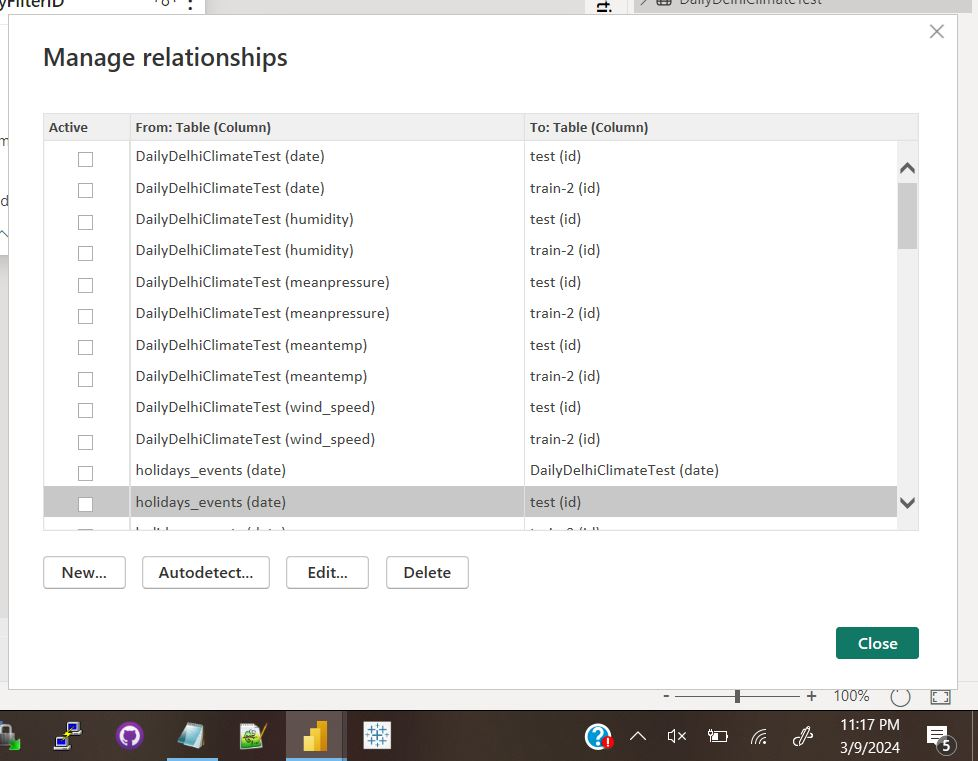 yFilterID
DailyDelhiClimateTest
Manage relationships
Active From: Table (Column) To: Table (Column)
DailyDelhiClimateTest (date) test (id)
DailyDelhiClimateTest (date) train-2 (id)
DailyDelhiClimateTest (humidity) test (id)
DailyDelhiClimateTest (humidity) train-2 (id)
DailyDelhiClimateTest (meanpressure) test (id)
DailyDelhiClimateTest (meanpressure) train-2 (id)
DailyDelhiClimateTest (meantemp) test (id)
DailyDelhiClimateTest (meantemp) train-2 (id)
DailyDelhiClimateTest (wind_speed) test (id)
DailyDelhiClimateTest (wind_speed) train-2 (id)
holidays_events (date) DailyDelhiClimateTest (date)
holidays_events (date) test (id)
New... Autodetect... Edit... Delete
Close
- + 100%
11:17 PM
3/9/2024
5